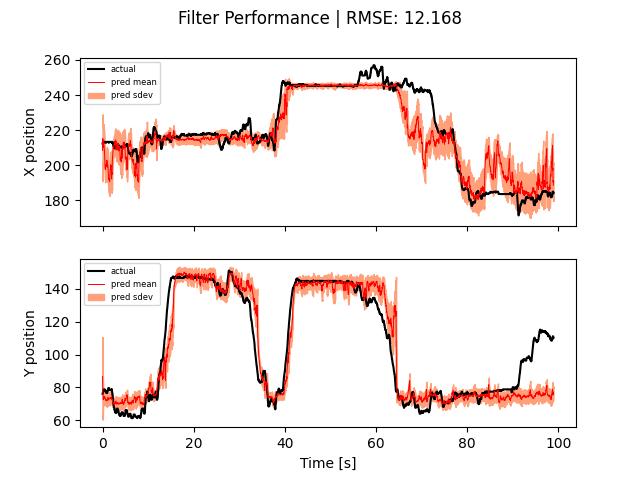 Filter Performance | RMSE: 12.168
260
240
220
200
180
X position
actual
pred mean
pred sdev
140
120
100
80
60
Y position
actual
pred mean
pred sdev
0 20 40 60 80 100
Time [s]